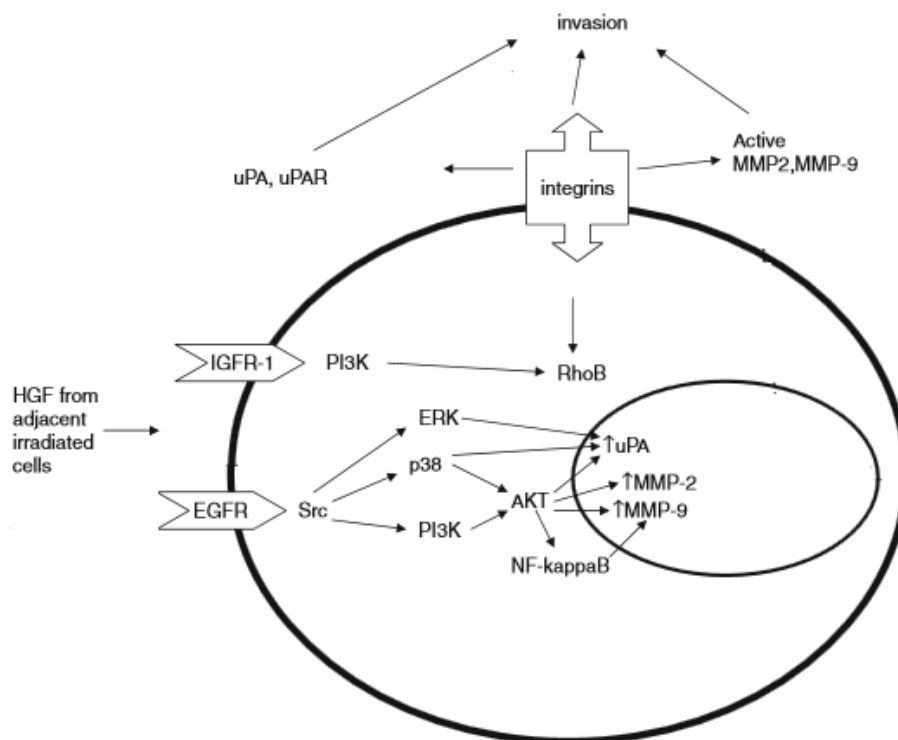 invasion
Active
MMP2,MMP-9
uPA, uPAR
integrins
IGFR-1
PI3K
RhoB
HGF from
adjacent
irradiated
cells
ERK
↑uPA
p38
↑MMP-2
EGFR
Src
AKT
↑MMP-9
PI3K
NF-kappaB